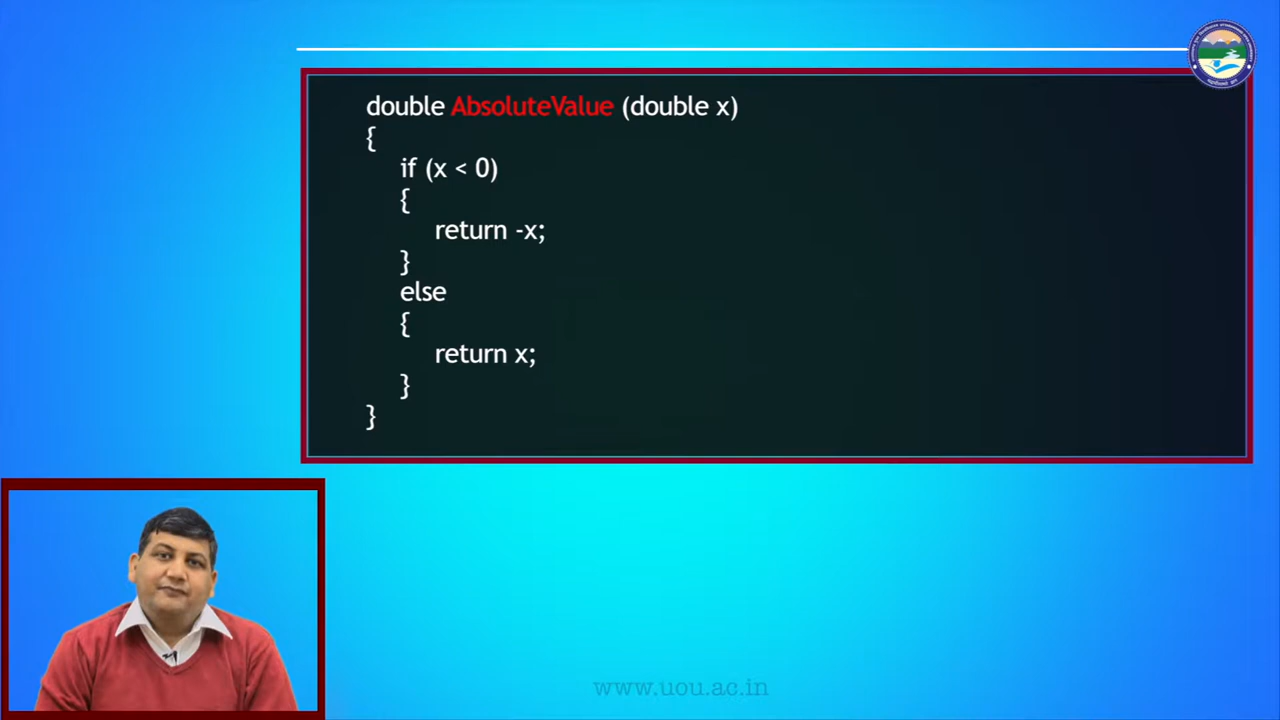 double AbsoluteValue (double x)
{
if (x < 0)
{
return -x;
}
else
{
return x;
}
}
www.uou.ac.in